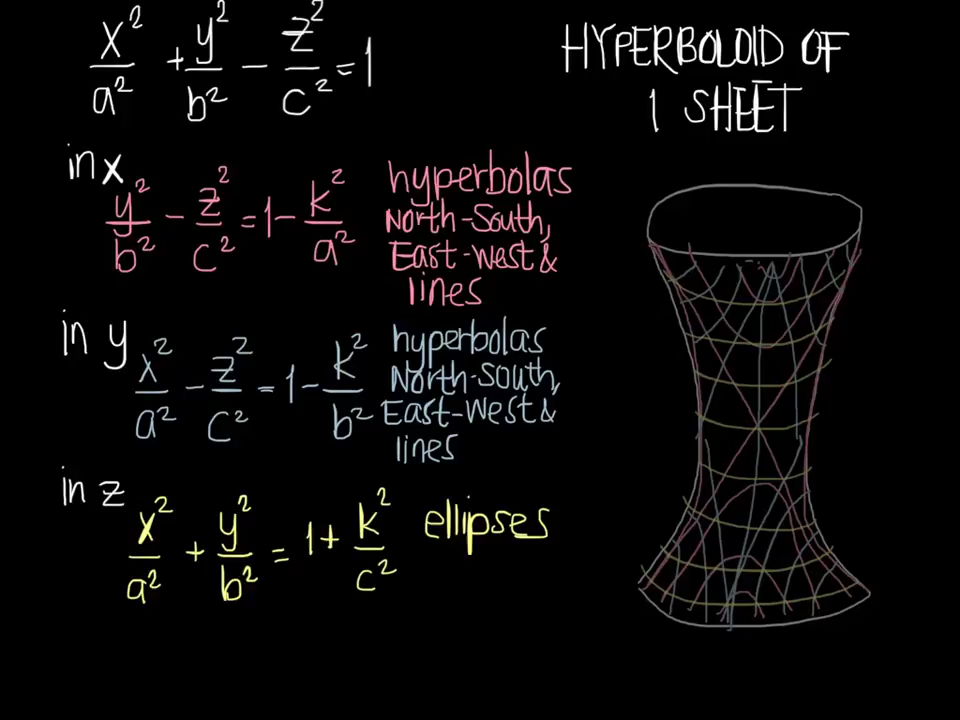 x²/a² + y²/b² − z²/c² = 1
HYPERBOLOID OF
1 SHEET
in x
y²/b² − z²/c² = 1 − k²/a²
hyperbolas
North-South,
East-West &
lines
in y
x²/a² − z²/c² = 1 − k²/b²
hyperbolas
North-South,
East-West &
lines
in z
x²/a² + y²/b² = 1 + k²/c²
ellipses